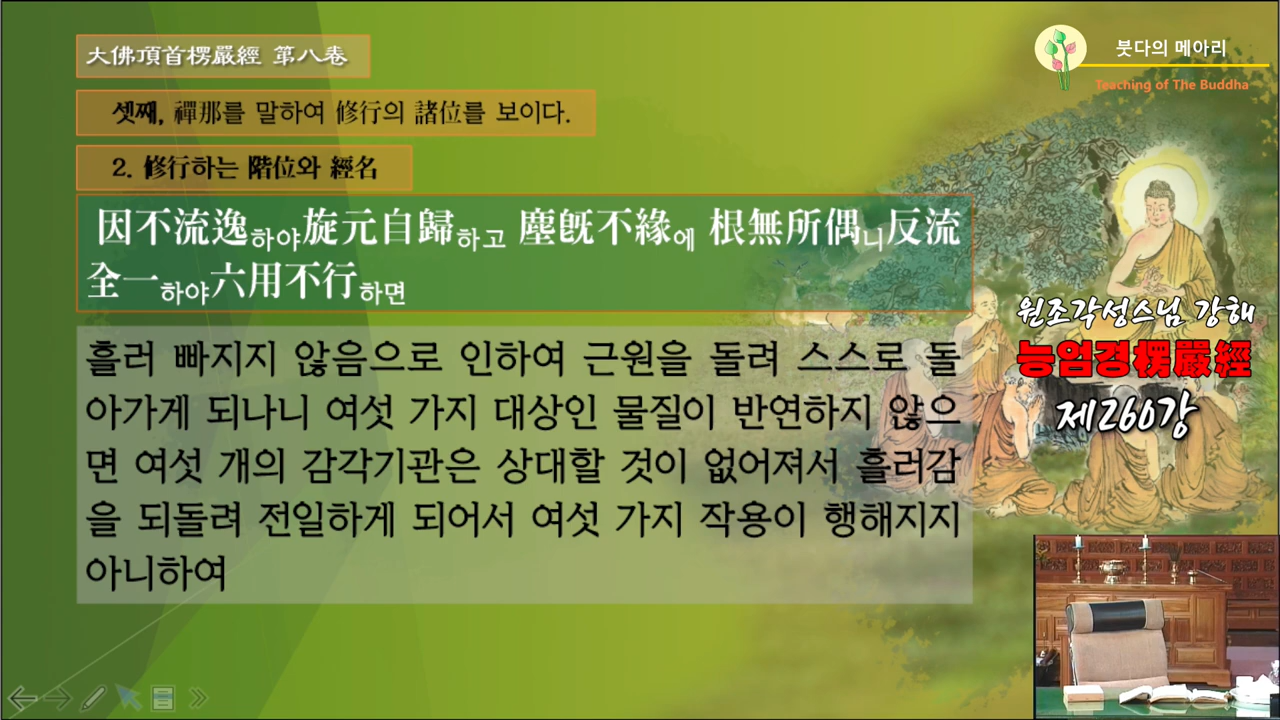 大佛頂首楞嚴經 第八卷
셋째, 禪那를 말하여 修行의 諸位를 보이다.
2. 修行하는 階位와 經名
因不流逸하야旋元自歸하고 塵旣不緣에 根無所偶니反流
全一하야六用不行하면
흘러 빠지지 않음으로 인하여 근원을 돌려 스스로 돌
아가게 되나니 여섯 가지 대상인 물질이 반연하지 않으
면 여섯 개의 감각기관은 상대할 것이 없어져서 흘러감
을 되돌려 전일하게 되어서 여섯 가지 작용이 행해지지
아니하여
붓다의 메아리
Teaching of The Buddha
원조각성스님 강해
능엄경楞嚴經
제260강